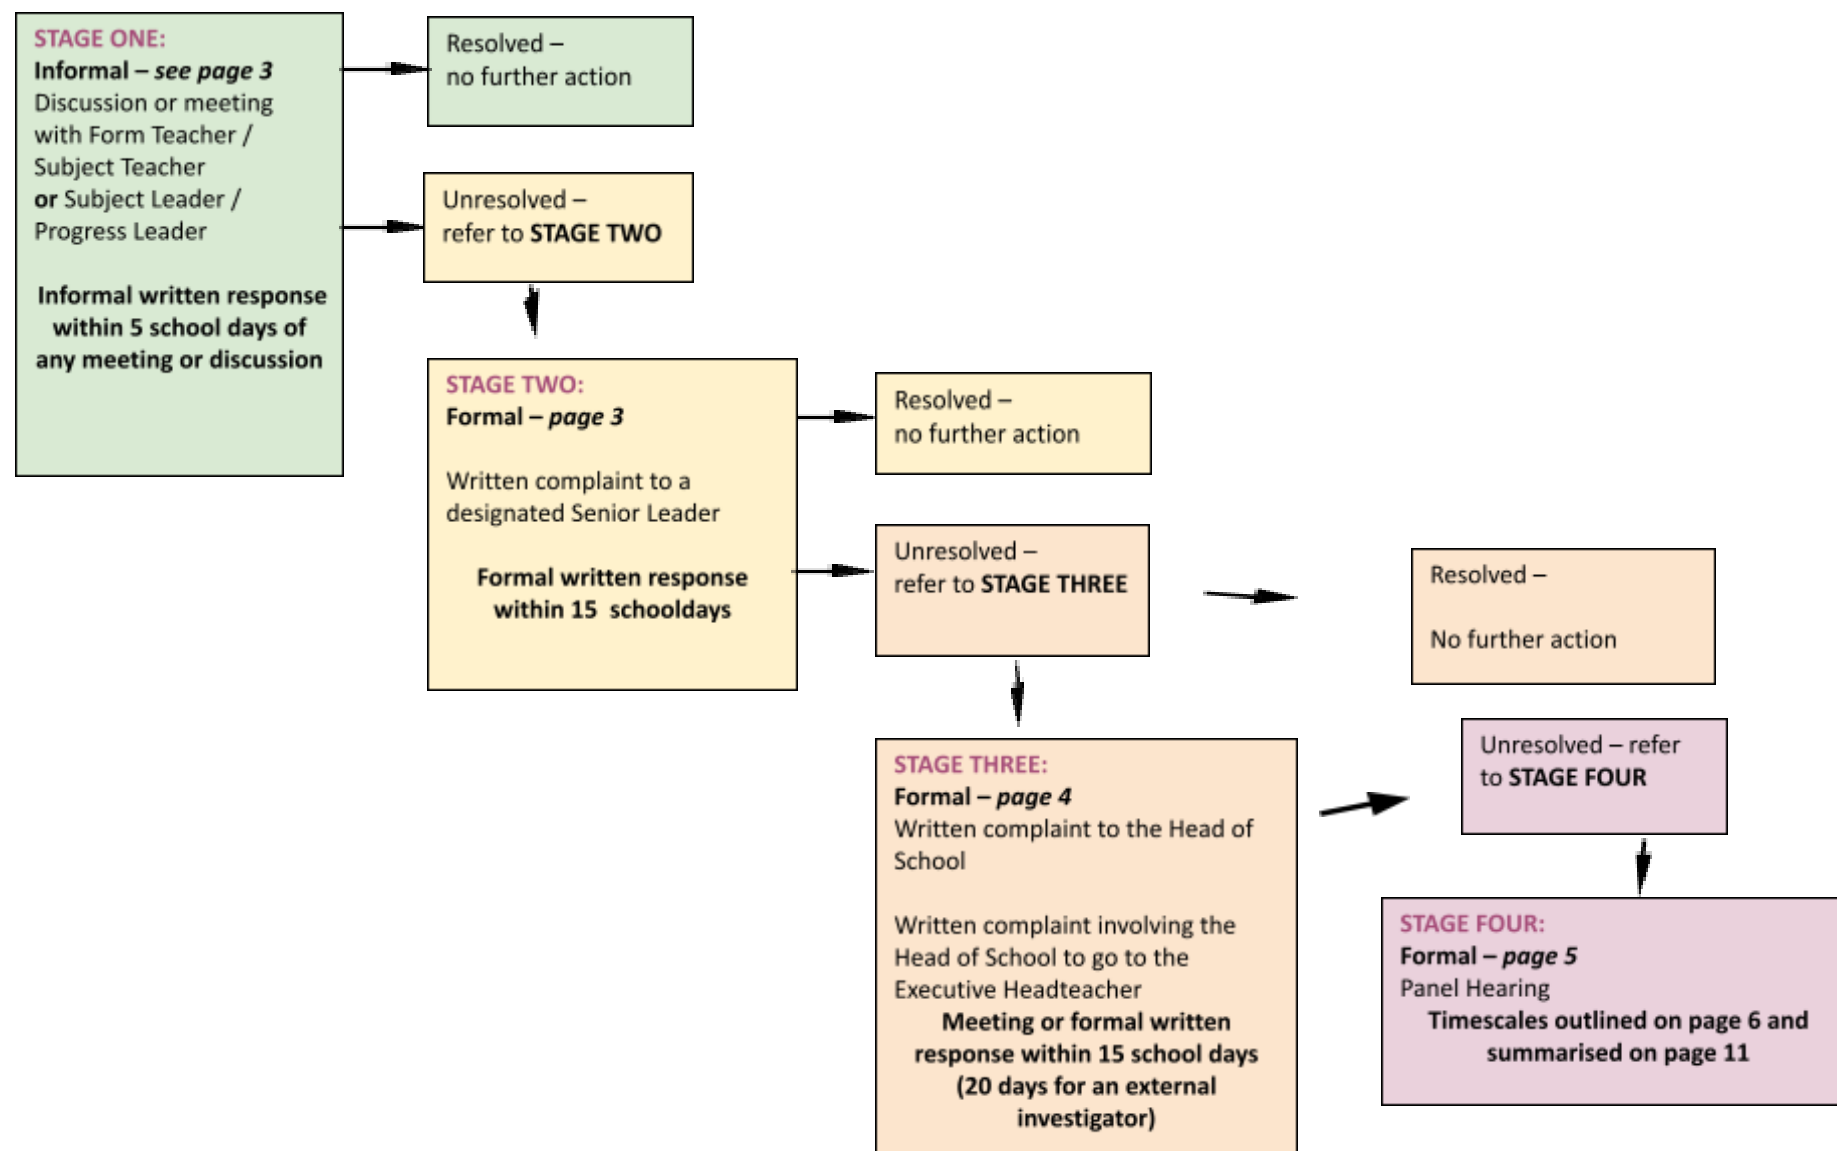 STAGE ONE:
Informal – see page 3
Discussion or meeting
with Form Teacher /
Subject Teacher
or Subject Leader /
Progress Leader
Informal written response
within 5 school days of
any meeting or discussion
Resolved –
no further action
Unresolved –
refer to STAGE TWO
STAGE TWO:
Formal – page 3
Written complaint to a
designated Senior Leader
Formal written response
within 15 schooldays
Resolved –
no further action
Unresolved –
refer to STAGE THREE
Resolved –
No further action
STAGE THREE:
Formal – page 4
Written complaint to the Head of
School
Written complaint involving the
Head of School to go to the
Executive Headteacher
Meeting or formal written
response within 15 school days
(20 days for an external
investigator)
Unresolved – refer
to STAGE FOUR
STAGE FOUR:
Formal – page 5
Panel Hearing
Timescales outlined on page 6 and
summarised on page 11